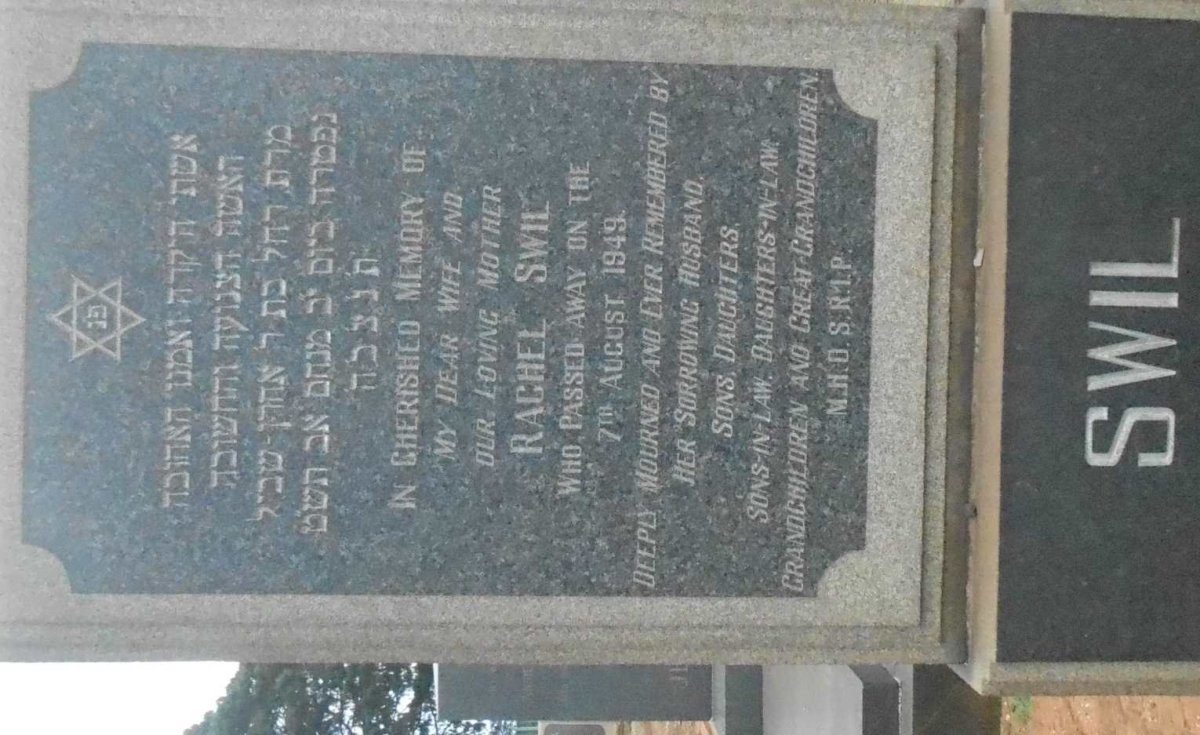 פנ
אשתי היקרה ואמנו האהובה
האשה הצנועה והחשובה
מרת רחל בת ר' אהרן שביל
נפטרה ביום יב מנחם אב תשט
ת נ צ ב ה
IN CHERISHED MEMORY OF
MY DEAR WIFE AND
OUR LOVING MOTHER
RACHEL SWIL
WHO PASSED AWAY ON THE
7TH AUGUST 1949.
DEEPLY MOURNED AND EVER REMEMBERED BY
HER SORROWING HUSBAND,
SONS, DAUGHTERS,
SONS-IN-LAW, DAUGHTERS-IN-LAW,
GRANDCHILDREN AND GREAT-GRANDCHILDREN.
M.H.D.S.R.I.P.
SWIL